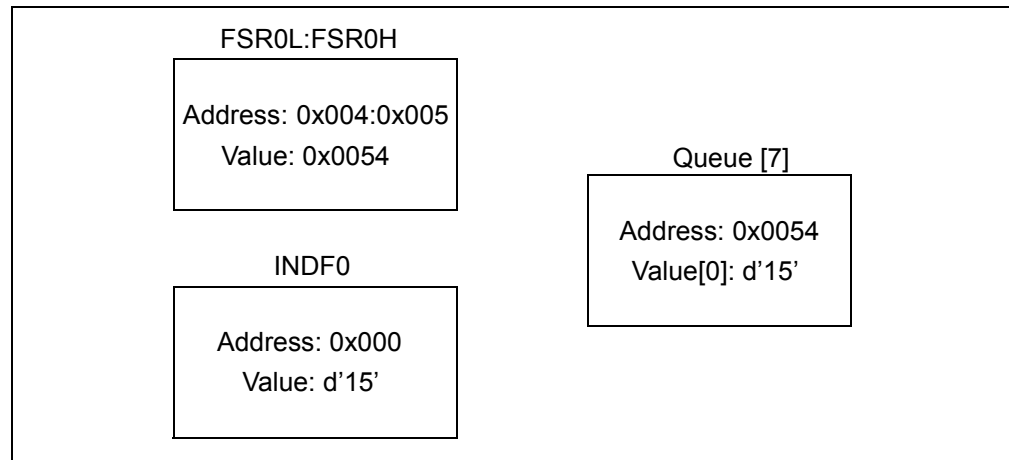 FSR0L:FSR0H
Address: 0x004:0x005
Value: 0x0054
Queue [7]
Address: 0x0054
Value[0]: d’15’
INDF0
Address: 0x000
Value: d’15’